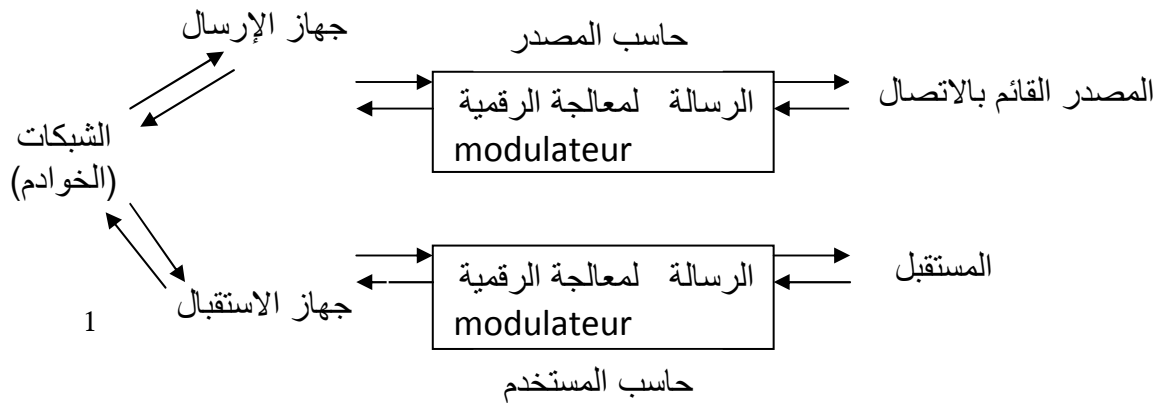 جهاز الإرسال
حاسب المصدر
المصدر القائم بالاتصال
الرسالة لمعالجة الرقمية
modulateur
الشبكات
(الخوادم)
المستقبل
الرسالة لمعالجة الرقمية
modulateur
جهاز الاستقبال
1
حاسب المستخدم